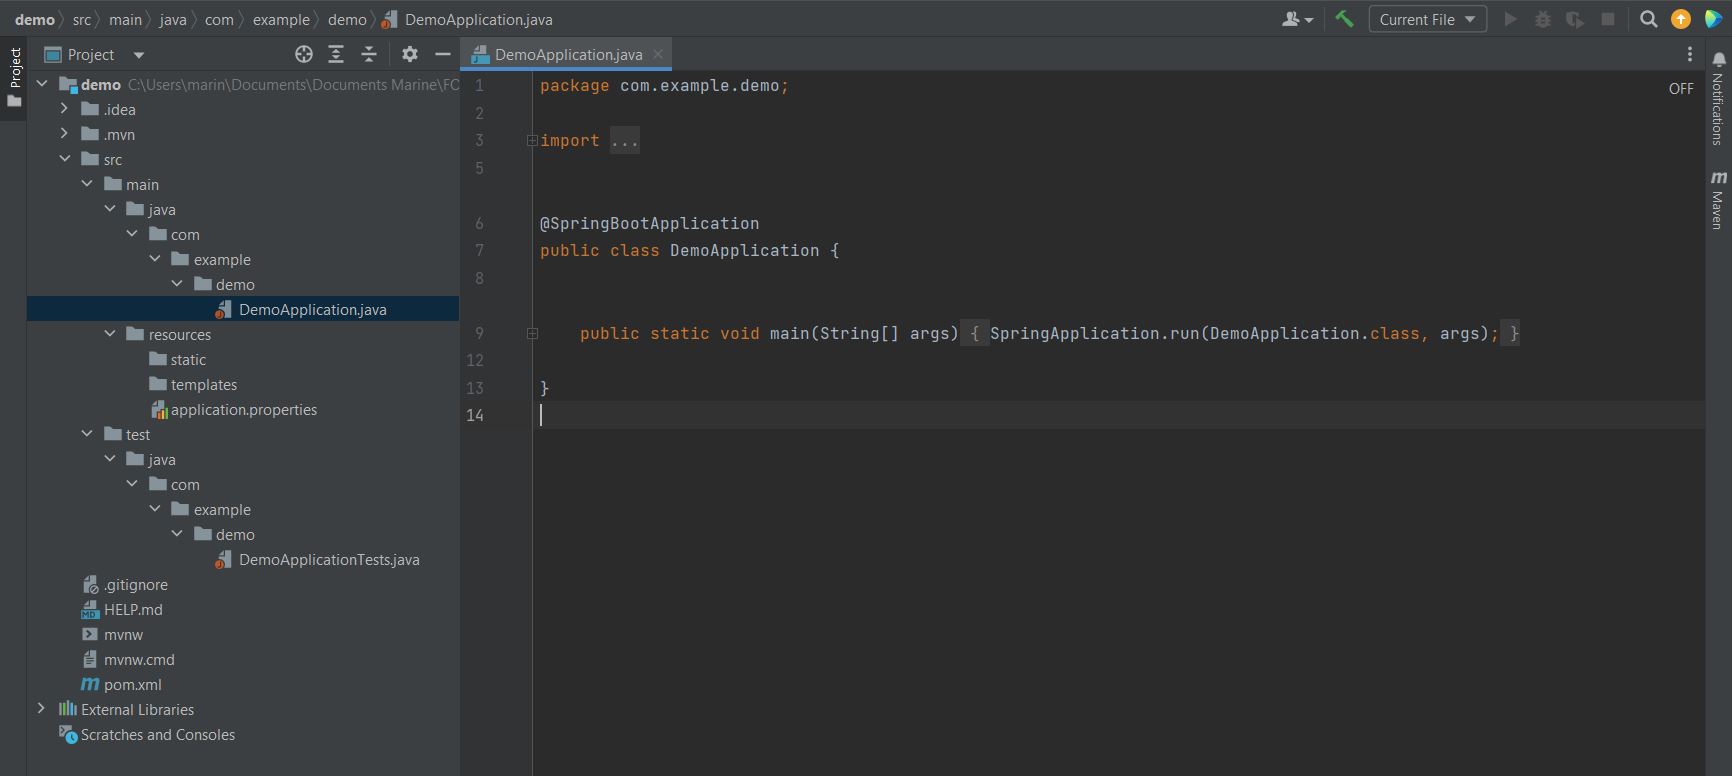 demo src main java com example demo DemoApplication.java
Current File
Project
Project
DemoApplication.java
demo C:\Users\marin\Documents\Documents Marine\FO
.idea
.mvn
src
main
java
com
example
demo
DemoApplication.java
resources
static
templates
application.properties
test
java
com
example
demo
DemoApplicationTests.java
.gitignore
HELP.md
mvnw
mvnw.cmd
pom.xml
External Libraries
Scratches and Consoles
1 package com.example.demo;
2
3 import ...
5
6 @SpringBootApplication
7 public class DemoApplication {
8
9 public static void main(String[] args) { SpringApplication.run(DemoApplication.class, args); }
12
13 }
14
OFF
Notifications
m Maven